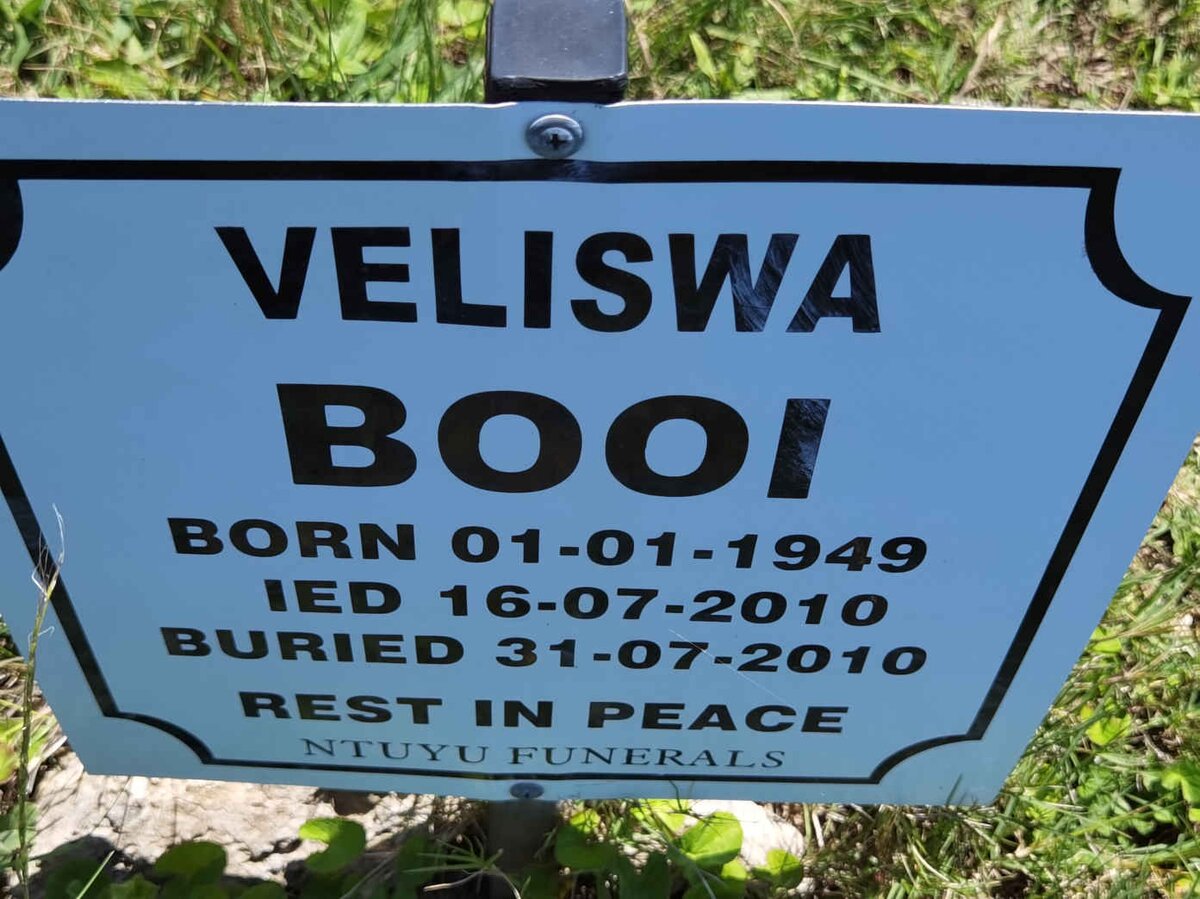 VELISWA
BOOI
BORN 01-01-1949
IED 16-07-2010
BURIED 31-07-2010
REST IN PEACE
NTUYU FUNERALS